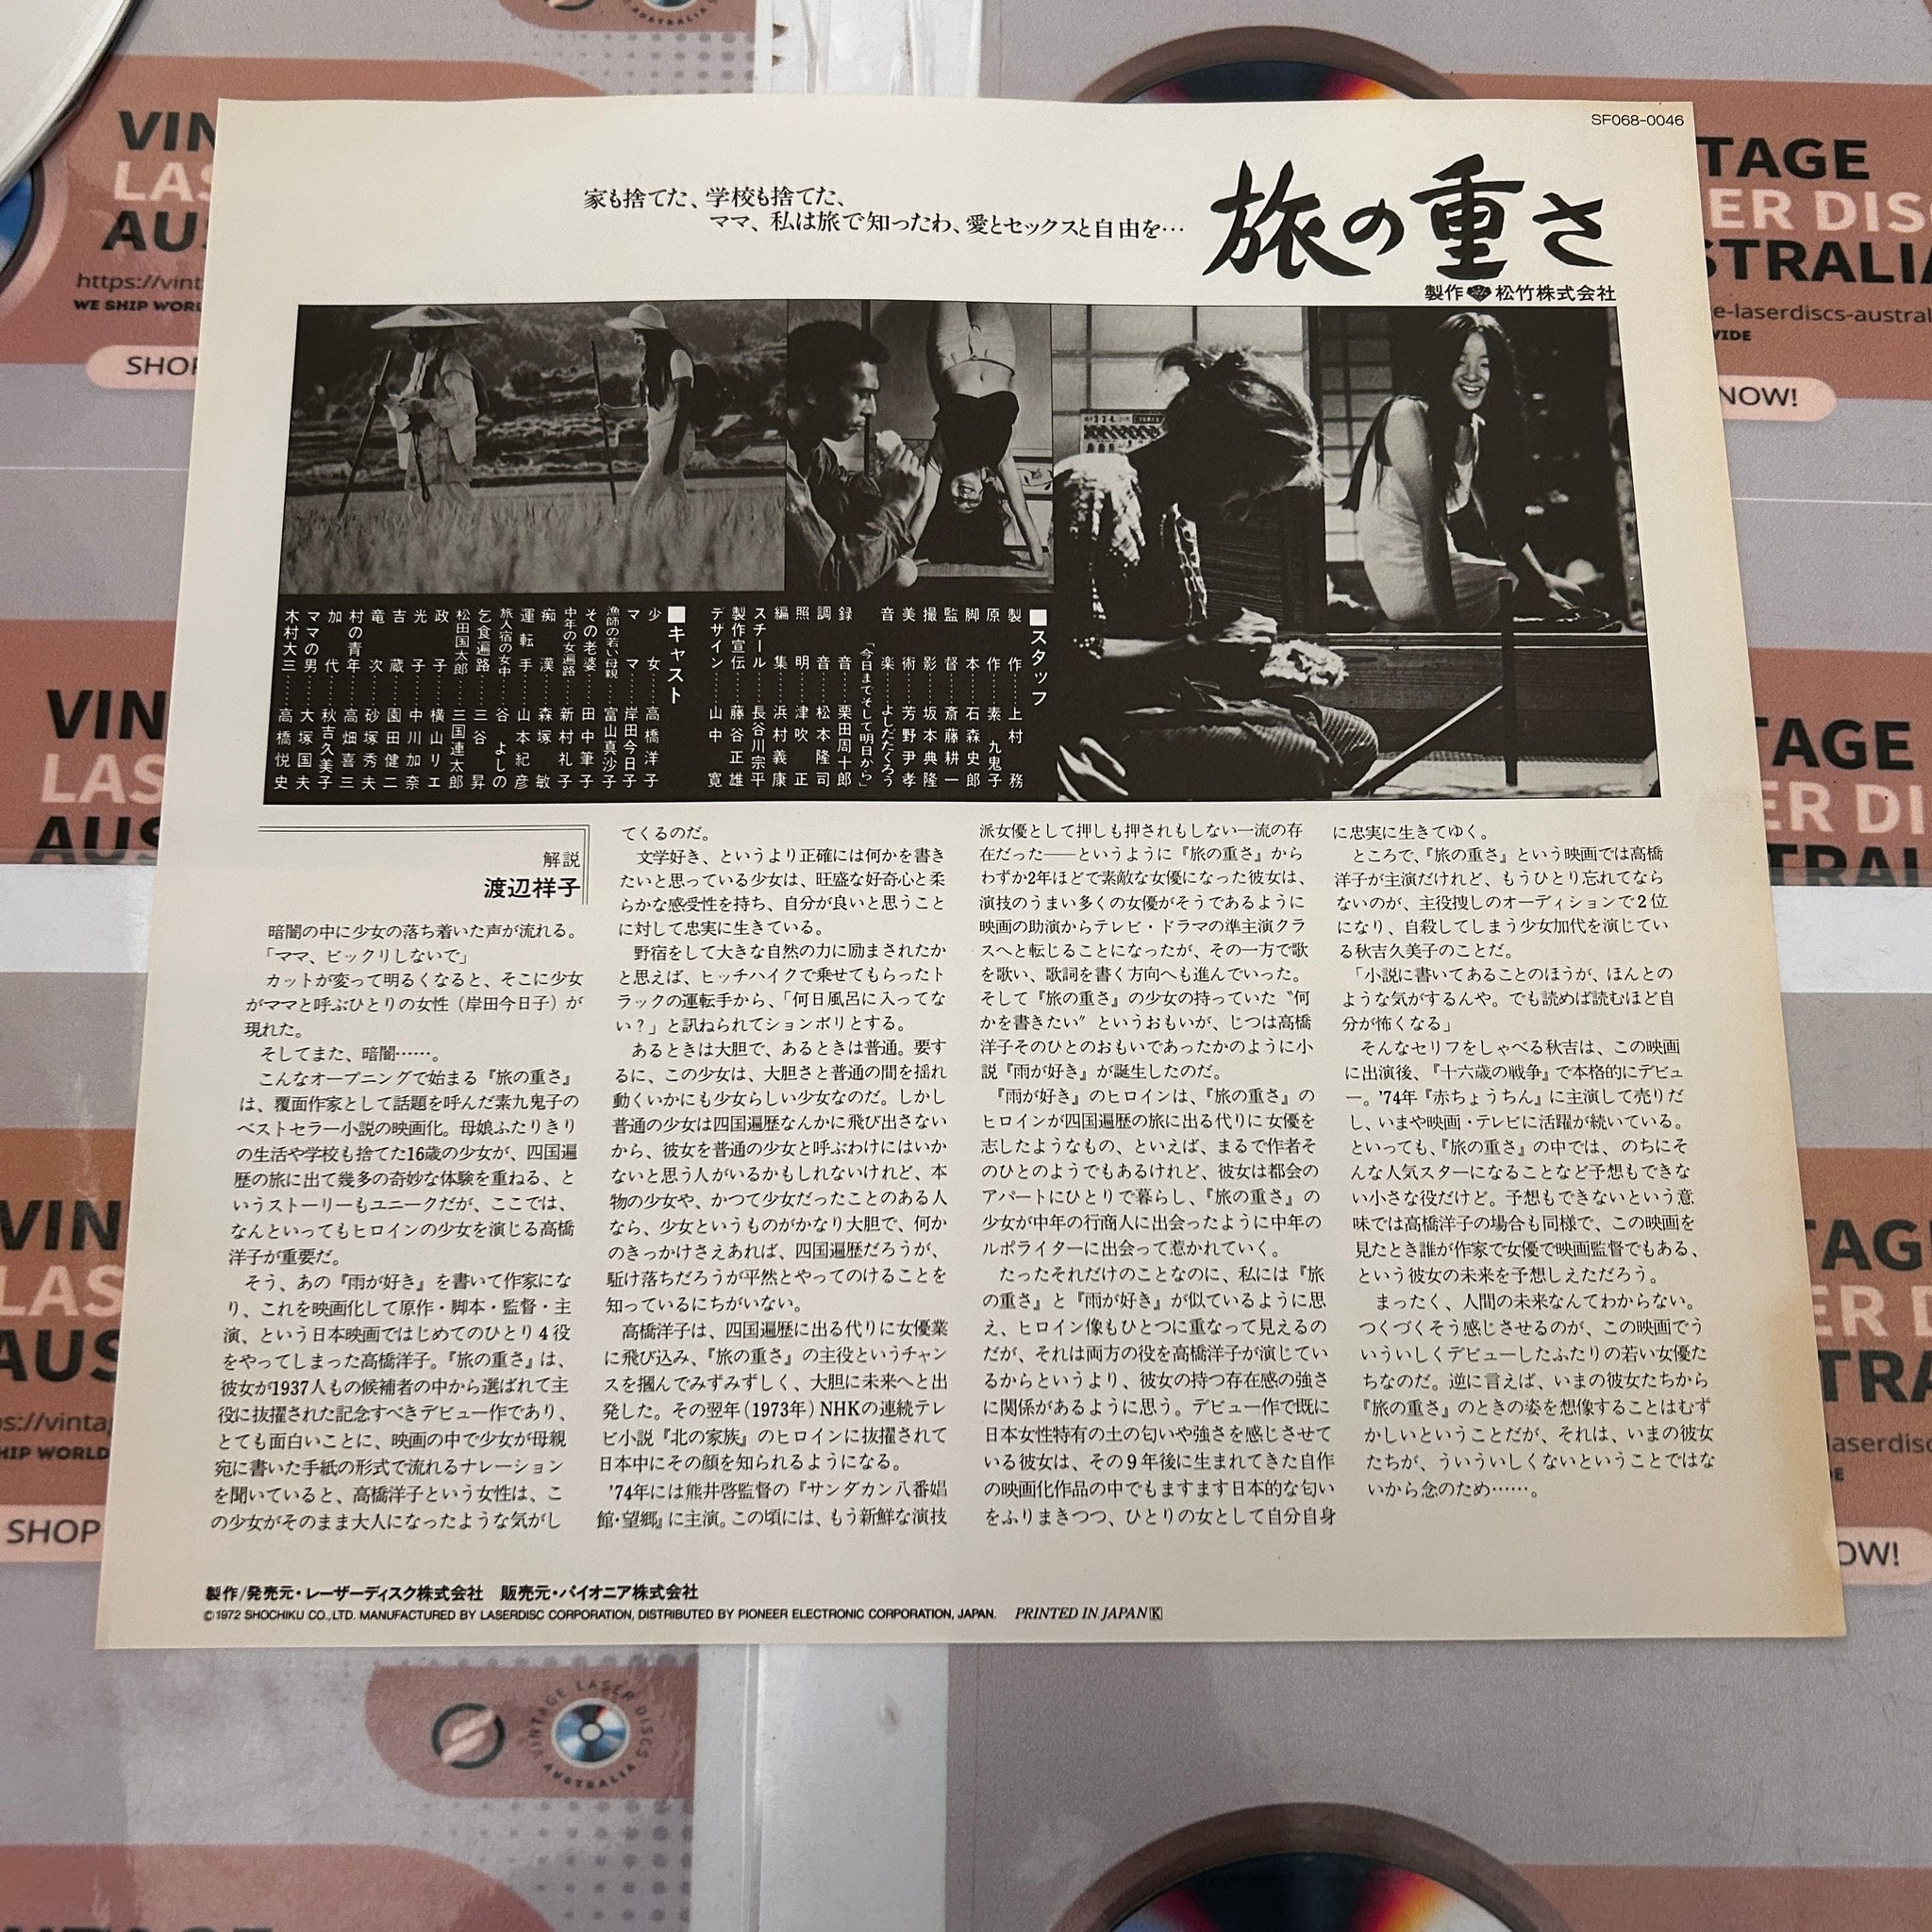 SF068-0046
家も捨てた、学校も捨てた、
ママ、私は旅で知ったわ、愛とセックスと自由を…
旅の重さ
製作 松竹株式会社
■スタッフ
製作……上村 務
原作……素 九鬼子
脚本……石森史郎
監督……斎藤耕一
撮影……坂本典隆
美術……芳野尹孝
音楽……よしだたくろう
「今日までそして明日から」
録音……栗田周十郎
調音……松本隆司
照明……津吹 正
編集……浜村義康
スチール……長谷川宗平
製作宣伝……藤谷正雄
デザイン……山中 寛
■キャスト
少女……高橋洋子
ママ……岸田今日子
漁師の若い母親……富山真沙子
その老婆……田中筆子
中年の女遍路……新村礼子
痴漢……森塚 敏
運転手……山本紀彦
旅人宿の女中……谷 よしの
乞食遍路……三谷 昇
松田国太郎……三国連太郎
政子……横山リエ
光子……中川加奈
吉蔵……園田健二
竜次……砂塚秀夫
村の青年……高畑喜三
加代……秋吉久美子
ママの男……大塚国夫
木村大三……高橋悦史
解説
渡辺祥子
暗闇の中に少女の落ち着いた声が流れる。
「ママ、ビックリしないで」
カットが変って明るくなると、そこに少女
がママと呼ぶひとりの女性（岸田今日子）が
現れた。
そしてまた、暗闇……。
こんなオープニングで始まる『旅の重さ』
は、覆面作家として話題を呼んだ素九鬼子の
ベストセラー小説の映画化。母娘ふたりきり
の生活や学校も捨てた16歳の少女が、四国遍
歴の旅に出て幾多の奇妙な体験を重ねる、と
いうストーリーもユニークだが、ここでは、
なんといってもヒロインの少女を演じる高橋
洋子が重要だ。
そう、あの『雨が好き』を書いて作家にな
り、これを映画化して原作・脚本・監督・主
演、という日本映画ではじめてのひとり4役
をやってしまった高橋洋子。『旅の重さ』は、
彼女が1937人もの候補者の中から選ばれて主
役に抜擢された記念すべきデビュー作であり、
とても面白いことに、映画の中で少女が母親
宛に書いた手紙の形式で流れるナレーション
を聞いていると、高橋洋子という女性は、こ
の少女がそのまま大人になったような気がし
てくるのだ。
文学好き、というより正確には何かを書き
たいと思っている少女は、旺盛な好奇心と柔
らかな感受性を持ち、自分が良いと思うこと
に対して忠実に生きている。
野宿をして大きな自然の力に励まされたか
と思えば、ヒッチハイクで乗せてもらったト
ラックの運転手から、「何日風呂に入ってな
い？」と訊ねられてションボリとする。
あるときは大胆で、あるときは普通。要す
るに、この少女は、大胆さと普通の間を揺れ
動くいかにも少女らしい少女なのだ。しかし
普通の少女は四国遍歴なんかに飛び出さない
から、彼女を普通の少女と呼ぶわけにはいか
ないと思う人がいるかもしれないけれど、本
物の少女や、かつて少女だったことのある人
なら、少女というものがかなり大胆で、何か
のきっかけさえあれば、四国遍歴だろうが、
駈け落ちだろうが平然とやってのけることを
知っているにちがいない。
高橋洋子は、四国遍歴に出る代りに女優業
に飛び込み、『旅の重さ』の主役というチャン
スを摑んでみずみずしく、大胆に未来へと出
発した。その翌年（1973年）NHKの連続テレ
ビ小説『北の家族』のヒロインに抜擢されて
日本中にその顔を知られるようになる。
'74年には熊井啓監督の『サンダカン八番娼
館・望郷』に主演。この頃には、もう新鮮な演技
派女優として押しも押されもしない一流の存
在だった——というように『旅の重さ』から
わずか2年ほどで素敵な女優になった彼女は、
演技のうまい多くの女優がそうであるように
映画の助演からテレビ・ドラマの準主演クラ
スへと転じることになったが、その一方で歌
を歌い、歌詞を書く方向へも進んでいった。
そして『旅の重さ』の少女の持っていた〝何
かを書きたい〟というおもいが、じつは高橋
洋子そのひとのおもいであったかのように小
説『雨が好き』が誕生したのだ。
『雨が好き』のヒロインは、『旅の重さ』の
ヒロインが四国遍歴の旅に出る代りに女優を
志したようなもの、といえば、まるで作者そ
のひとのようでもあるけれど、彼女は都会の
アパートにひとりで暮らし、『旅の重さ』の
少女が中年の行商人に出会ったように中年の
ルポライターに出会って惹かれていく。
たったそれだけのことなのに、私には『旅
の重さ』と『雨が好き』が似ているように思
え、ヒロイン像もひとつに重なって見えるの
だが、それは両方の役を高橋洋子が演じてい
るからというより、彼女の持つ存在感の強さ
に関係があるように思う。デビュー作で既に
日本女性特有の土の匂いや強さを感じさせて
いる彼女は、その9年後に生まれてきた自作
の映画化作品の中でもますます日本的な匂い
をふりまきつつ、ひとりの女として自分自身
に忠実に生きてゆく。
ところで、『旅の重さ』という映画では高橋
洋子が主演だけれど、もうひとり忘れてなら
ないのが、主役捜しのオーディションで2位
になり、自殺してしまう少女加代を演じてい
る秋吉久美子のことだ。
「小説に書いてあることのほうが、ほんとの
ような気がするんや。でも読めば読むほど自
分が怖くなる」
そんなセリフをしゃべる秋吉は、この映画
に出演後、『十六歳の戦争』で本格的にデビュ
ー。'74年『赤ちょうちん』に主演して売りだ
し、いまや映画・テレビに活躍が続いている。
といっても、『旅の重さ』の中では、のちにそ
んな人気スターになることなど予想もできな
い小さな役だけど。予想もできないという意
味では高橋洋子の場合も同様で、この映画を
見たとき誰が作家で女優で映画監督でもある、
という彼女の未来を予想しえただろう。
まったく、人間の未来なんてわからない。
つくづくそう感じさせるのが、この映画でう
いういしくデビューしたふたりの若い女優た
ちなのだ。逆に言えば、いまの彼女たちから
『旅の重さ』のときの姿を想像することはむず
かしいということだが、それは、いまの彼女
たちが、ういういしくないということではな
いから念のため……。
製作/発売元・レーザーディスク株式会社　販売元・パイオニア株式会社
©1972 SHOCHIKU CO.,LTD. MANUFACTURED BY LASERDISC CORPORATION, DISTRIBUTED BY PIONEER ELECTRONIC CORPORATION, JAPAN. PRINTED IN JAPAN K
VINTAGE LASER DISCS AUSTRALIA